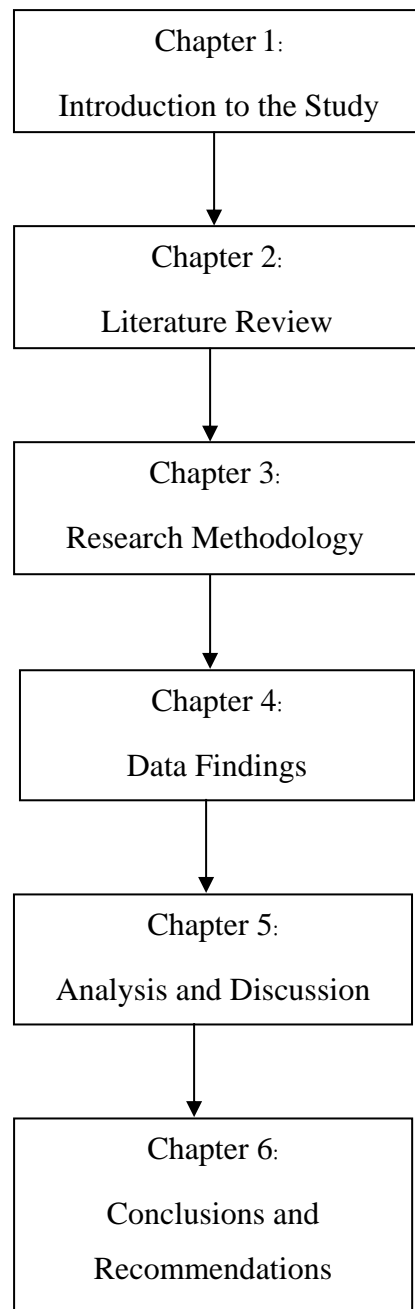 Chapter 1:
Introduction to the Study
Chapter 2:
Literature Review
Chapter 3:
Research Methodology
Chapter 4:
Data Findings
Chapter 5:
Analysis and Discussion
Chapter 6:
Conclusions and
Recommendations